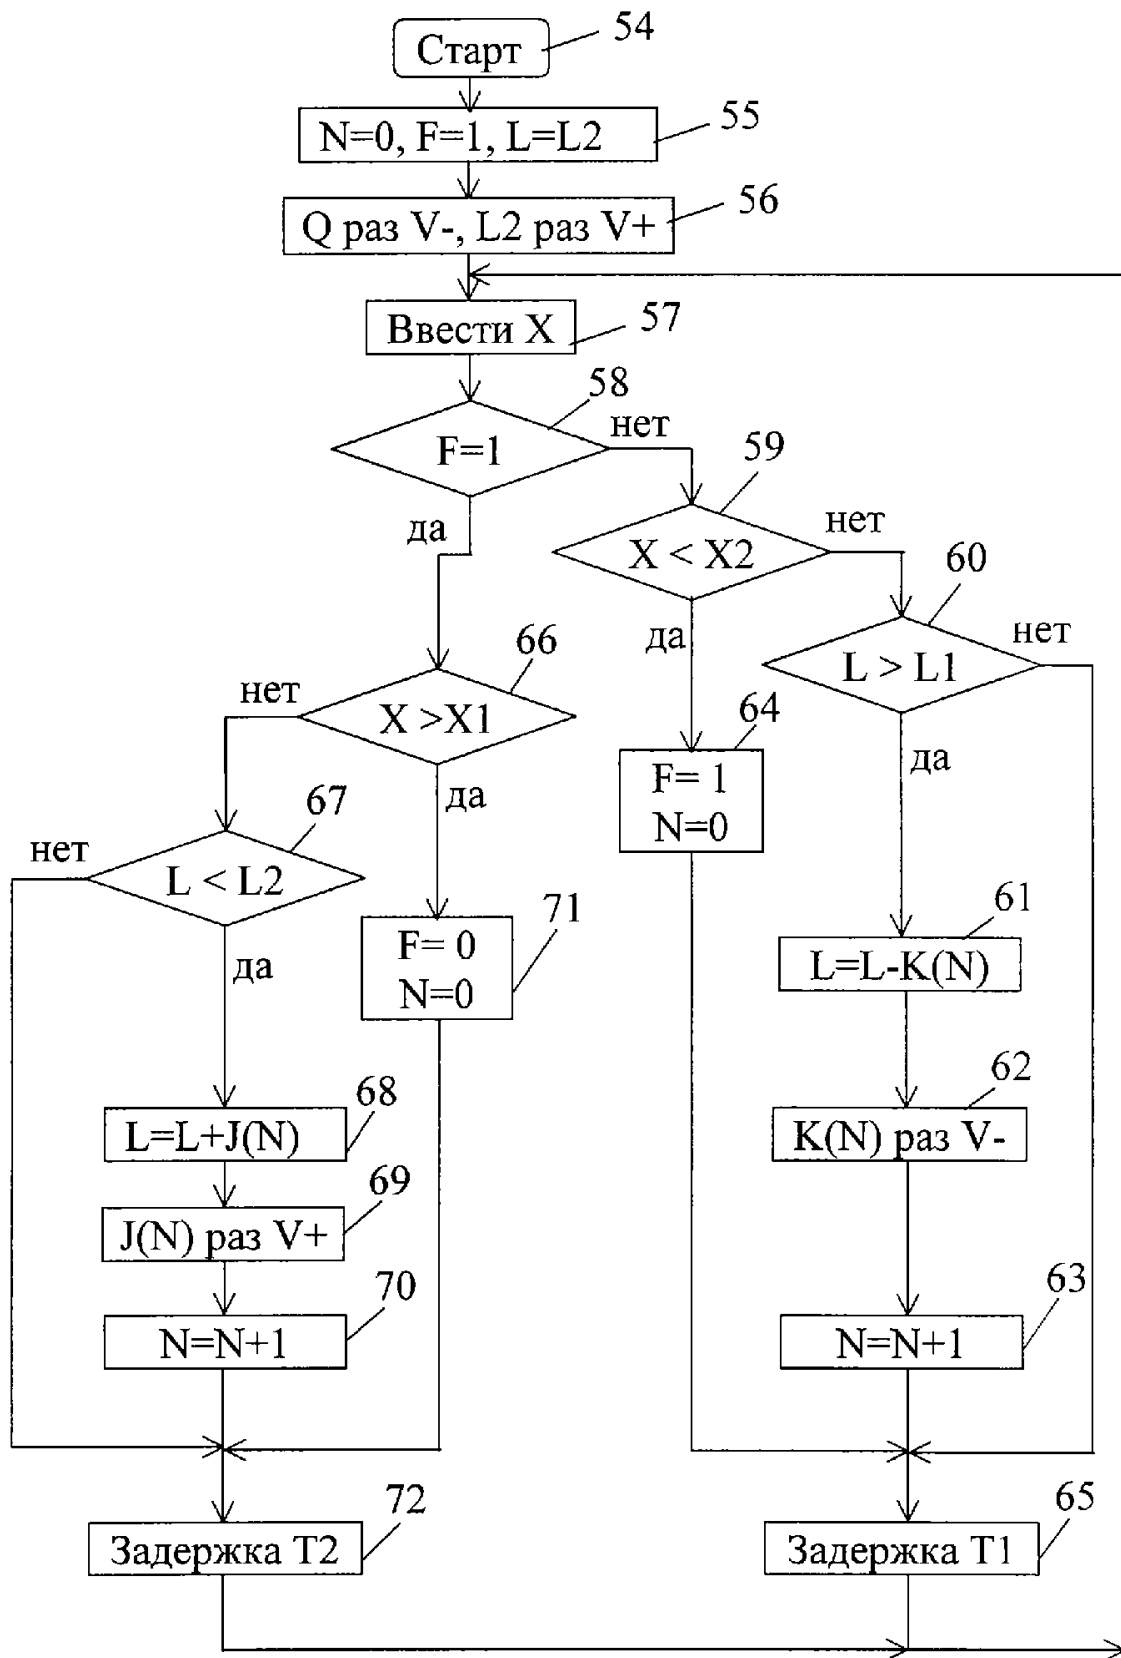 Старт
54
N=0, F=1, L=L2
55
Q раз V-, L2 раз V+
56
Ввести X
57
58
F=1
нет
да
59
X < X2
нет
да
60
L > L1
нет
да
66
X >X1
нет
да
64
F= 1
N=0
67
L < L2
нет
да
71
F= 0
N=0
61
L=L-K(N)
68
L=L+J(N)
62
K(N) раз V-
69
J(N) раз V+
70
N=N+1
63
N=N+1
72
Задержка T2
65
Задержка T1